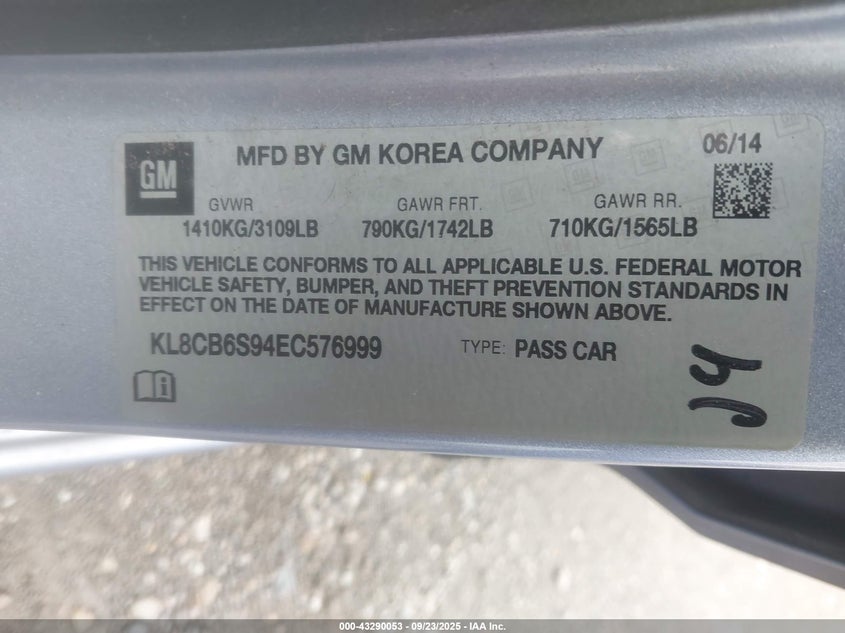 GM
MFD BY GM KOREA COMPANY
06/14
GVWR
GAWR FRT.
GAWR RR.
1410KG/3109LB
790KG/1742LB
710KG/1565LB
THIS VEHICLE CONFORMS TO ALL APPLICABLE U.S. FEDERAL MOTOR
VEHICLE SAFETY, BUMPER, AND THEFT PREVENTION STANDARDS IN
EFFECT ON THE DATE OF MANUFACTURE SHOWN ABOVE.
KL8CB6S94EC576999
TYPE: PASS CAR
000-43290053 - 09/23/2025 - IAA Inc.